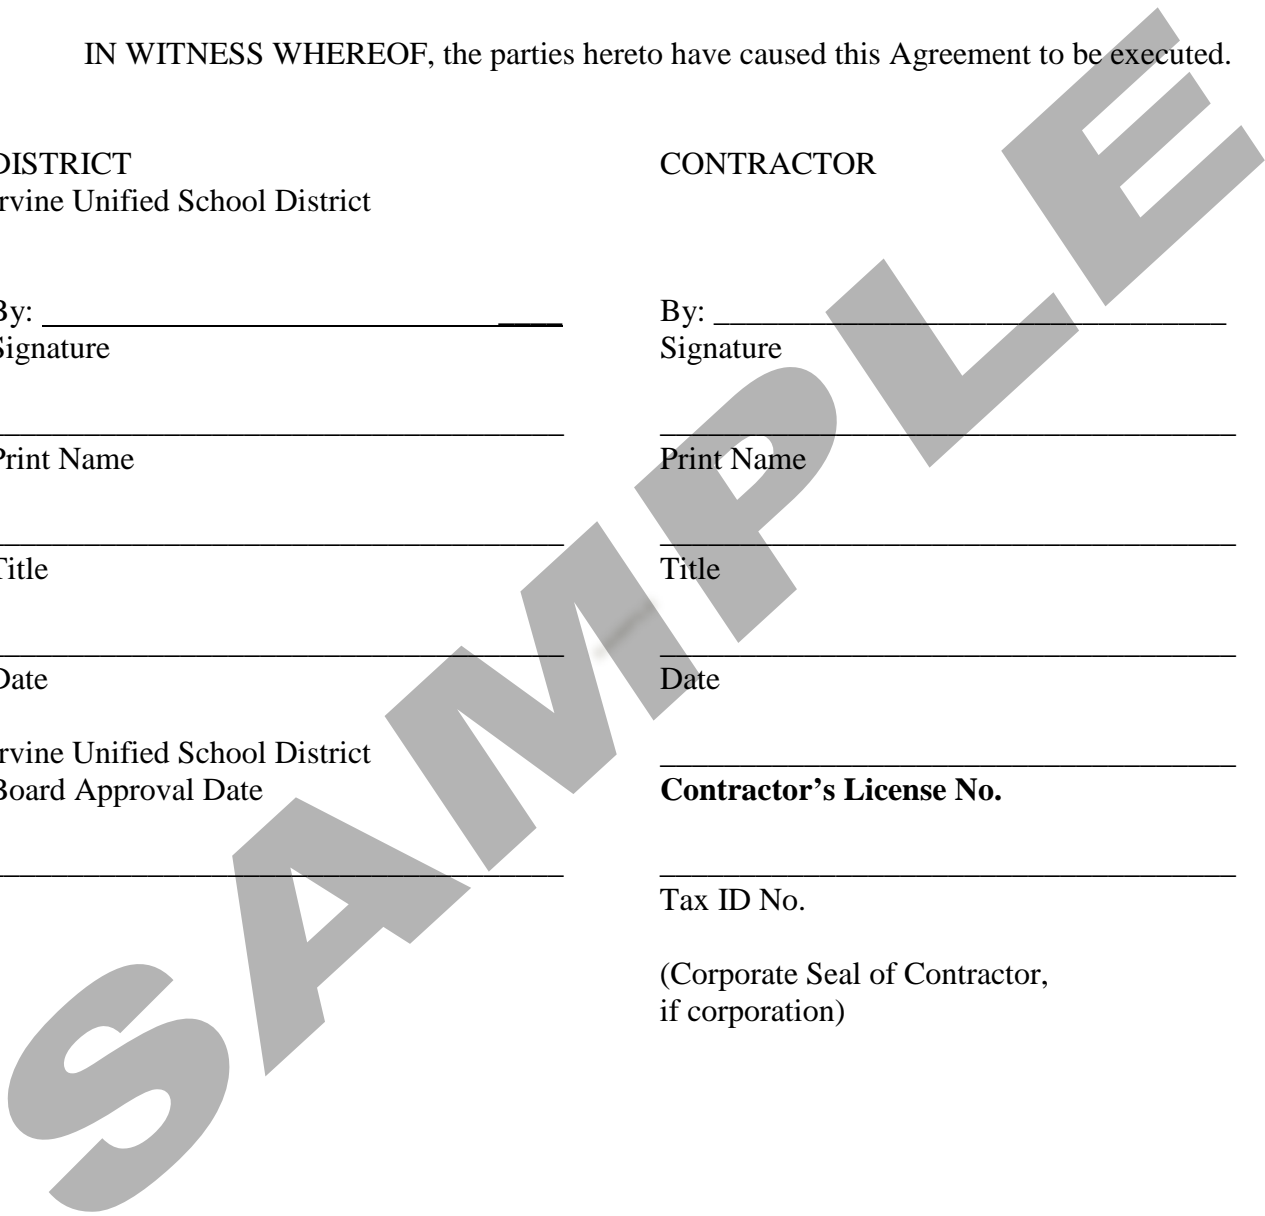 IN WITNESS WHEREOF, the parties hereto have caused this Agreement to be executed.
DISTRICT
Irvine Unified School District
By:
Signature
Print Name
Title
Date
Irvine Unified School District
Board Approval Date
CONTRACTOR
By:
Signature
Print Name
Title
Date
Contractor’s License No.
Tax ID No.
(Corporate Seal of Contractor,
if corporation)
SAMPLE